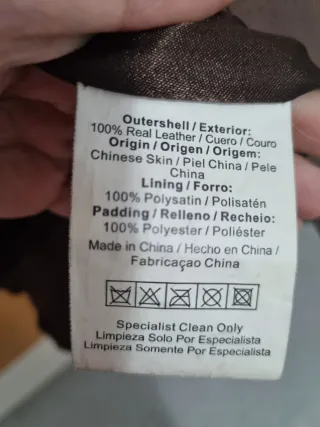 Outershell / Exterior:
100% Real Leather / Cuero / Couro
Origin / Origen / Origem:
Chinese Skin / Piel China / Pele
China
Lining / Forro:
100% Polysatin / Polisatén
Padding / Relleno / Recheio:
100% Polyester / Poliéster
Made in China / Hecho en China /
Fabricaçao China
Specialist Clean Only
Limpieza Solo Por Especialista
Limpieza Somente Por Especialista